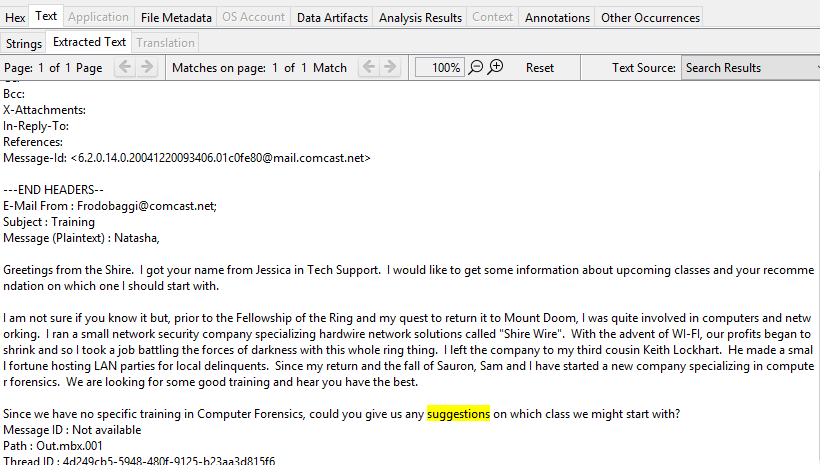 Hex Text Application File Metadata OS Account Data Artifacts Analysis Results Context Annotations Other Occurrences
Strings Extracted Text Translation
Page: 1 of 1 Page Matches on page: 1 of 1 Match 100% Reset Text Source: Search Results
Bcc:
X-Attachments:
In-Reply-To:
References:
Message-Id: <6.2.0.14.0.20041220093406.01c0fe80@mail.comcast.net>
---END HEADERS--
E-Mail From : Frodobaggi@comcast.net;
Subject : Training
Message (Plaintext) : Natasha,
Greetings from the Shire.  I got your name from Jessica in Tech Support.  I would like to get some information about upcoming classes and your recomme
ndation on which one I should start with.
I am not sure if you know it but, prior to the Fellowship of the Ring and my quest to return it to Mount Doom, I was quite involved in computers and netw
orking.  I ran a small network security company specializing hardwire network solutions called "Shire Wire".  With the advent of WI-FI, our profits began to
shrink and so I took a job battling the forces of darkness with this whole ring thing.  I left the company to my third cousin Keith Lockhart.  He made a smal
l fortune hosting LAN parties for local delinquents.  Since my return and the fall of Sauron, Sam and I have started a new company specializing in compute
r forensics.  We are looking for some good training and hear you have the best.
Since we have no specific training in Computer Forensics, could you give us any suggestions on which class we might start with?
Message ID : Not available
Path : Out.mbx.001
Thread ID : 4d249cb5-5948-480f-9125-b23aa3d815f6